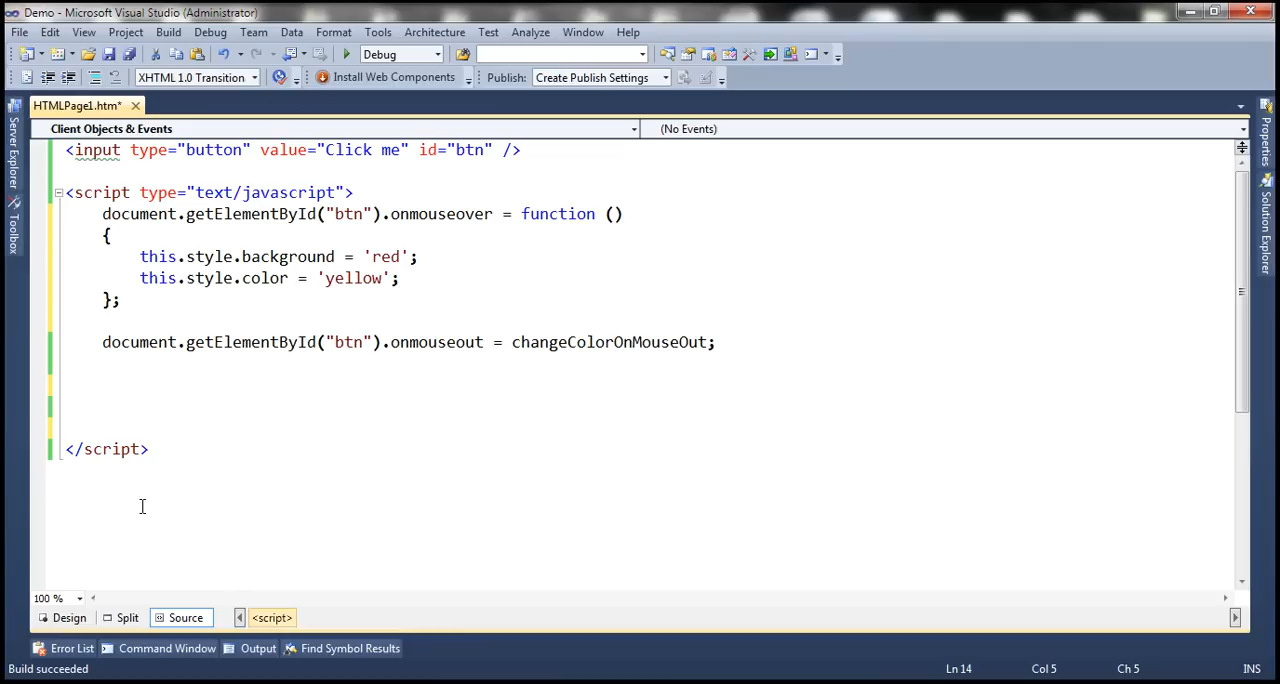 Demo - Microsoft Visual Studio (Administrator)
File Edit View Project Build Debug Team Data Format Tools Architecture Test Analyze Window Help
Debug
XHTML 1.0 Transition Install Web Components Publish: Create Publish Settings
HTMLPage1.htm*
Client Objects & Events (No Events)
Server Explorer
Toolbox
Properties
Solution Explorer
<input type="button" value="Click me" id="btn" />
<script type="text/javascript">
document.getElementById("btn").onmouseover = function ()
{
this.style.background = 'red';
this.style.color = 'yellow';
};
document.getElementById("btn").onmouseout = changeColorOnMouseOut;
</script>
100 %
Design Split Source <script>
Error List Command Window Output Find Symbol Results
Build succeeded Ln 14 Col 5 Ch 5 INS